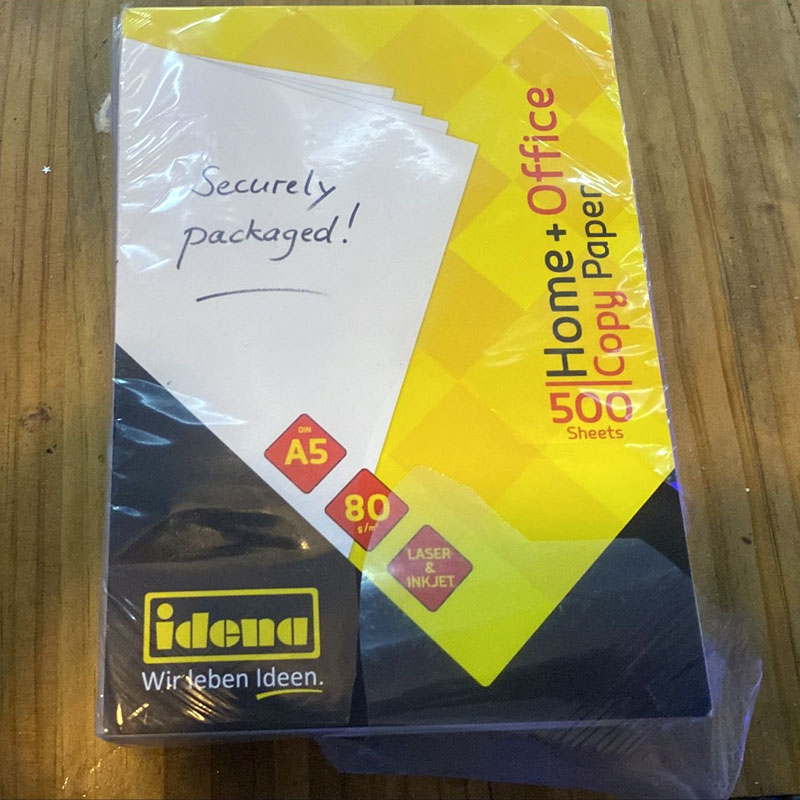 Securely
packaged!
Home + Office
Copy Paper
500
Sheets
DIN
A5
80
g/m²
LASER
&
INKJET
idena
Wir leben Ideen.